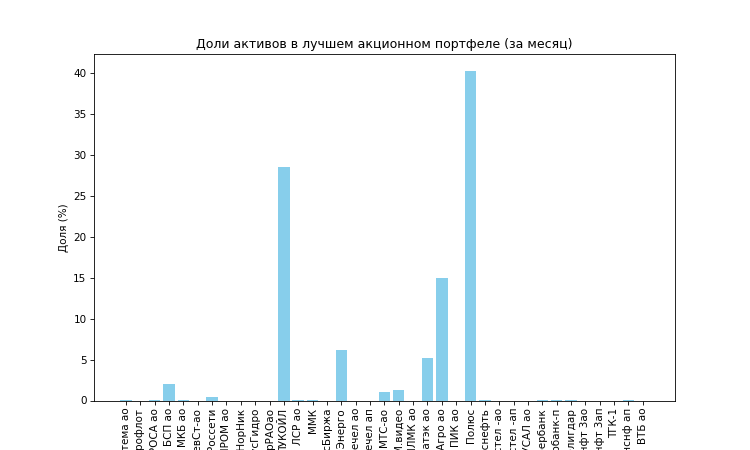 Доли активов в лучшем акционном портфеле (за месяц)
Доля (%)
40
35
30
25
20
15
10
5
0
тема ао
рофлот
РОСА ао
БСП ао
МКБ ао
евСт-ао
Россети
ПРОМ ао
НорНик
сГидро
рРАОао
ЛУКОЙЛ
ЛСР ао
ММК
сБиржа
Энерго
ечел ао
ечел ап
МТС-ао
М.видео
ЛМК ао
атэк ао
Агро ао
ПИК ао
Полюс
снефть
стел -ао
стел -ап
УСАЛ ао
ербанк
рбанк-п
лигдар
нфт 3ао
нфт 3ап
ТГК-1
нснф ап
ВТБ ао